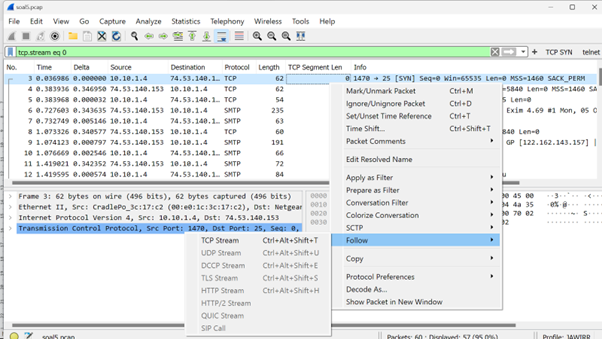 soal5.pcap
File Edit View Go Capture Analyze Statistics Telephony Wireless Tools Help
tcp.stream eq 0 + TCP SYN telnet
No. Time Delta Source Destination Protocol Length TCP Segment Len Info
3 0.036986 0.000000 10.10.1.4 74.53.140.1… TCP 62 0 1470 → 25 [SYN] Seq=0 Win=65535 Len=0 MSS=1460 SACK_PERM
4 0.383936 0.346950 74.53.140.153 10.10.1.4 TCP 62 =5840 Len=0 MSS=1460
5 0.383968 0.000032 10.10.1.4 74.53.140.1… TCP 54 Len=0
6 0.727603 0.343635 74.53.140.153 10.10.1.4 SMTP 235 Exim 4.69 #1 Mon, 05 O
7 0.732749 0.005146 10.10.1.4 74.53.140.1… SMTP 63
8 1.073326 0.340577 74.53.140.153 10.10.1.4 TCP 60 840 Len=0
9 1.074123 0.000797 74.53.140.153 10.10.1.4 SMTP 191 GP [122.162.143.157] |
10 1.076669 0.002546 10.10.1.4 74.53.140.1… SMTP 66
11 1.419021 0.342352 74.53.140.153 10.10.1.4 SMTP 72
Mark/Unmark Packet Ctrl+M
Ignore/Unignore Packet Ctrl+D
Set/Unset Time Reference Ctrl+T
Time Shift... Ctrl+Shift+T
Packet Comments
Edit Resolved Name
Apply as Filter
Prepare as Filter
Conversation Filter
Colorize Conversation
SCTP
Follow
Copy
Protocol Preferences
Decode As...
Show Packet in New Window
Frame 3: 62 bytes on wire (496 bits), 62 bytes captured (496 bits)
Ethernet II, Src: CradlePo_3c:17:c2 (00:e0:1c:3c:17:c2), Dst: Netgear
Internet Protocol Version 4, Src: 10.10.1.4, Dst: 74.53.140.153
Transmission Control Protocol, Src Port: 1470, Dst Port: 25, Seq: 0,
0000
0010
0020
0030
00 45 00
04 4a 35
00 70 02
02
TCP Stream Ctrl+Alt+Shift+T
UDP Stream Ctrl+Alt+Shift+U
DCCP Stream Ctrl+Alt+Shift+E
TLS Stream Ctrl+Alt+Shift+S
HTTP Stream Ctrl+Alt+Shift+H
HTTP/2 Stream
QUIC Stream
SIP Call
soal5.pcap Packets: 60 · Displayed: 57 (95.0%) Profile: JAWIRR